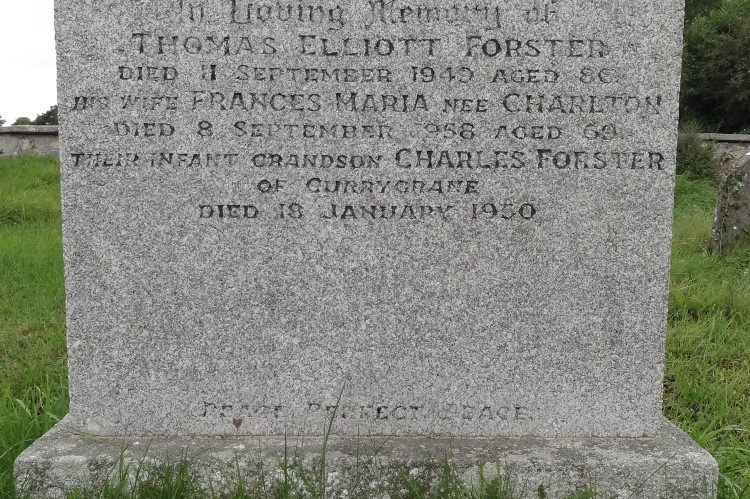 In Loving Memory of
THOMAS ELLIOTT FORSTER
DIED 11 SEPTEMBER 1949 AGED 86
HIS WIFE FRANCES MARIA NEE CHARLTON
DIED 8 SEPTEMBER 1958 AGED 69
THEIR INFANT GRANDSON CHARLES FORSTER
OF CURRYGRANE
DIED 18 JANUARY 1950
PEACE PERFECT PEACE